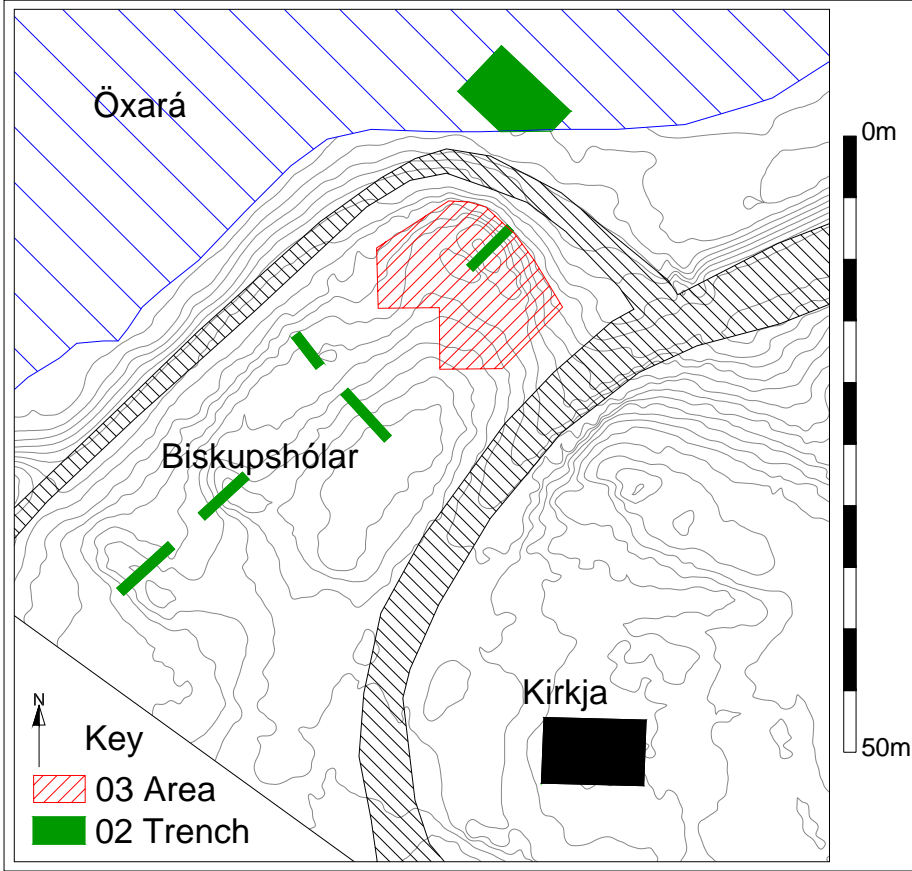 Öxará
0m
Biskupshólar
Kirkja
N
Key
50m
03 Area
02 Trench